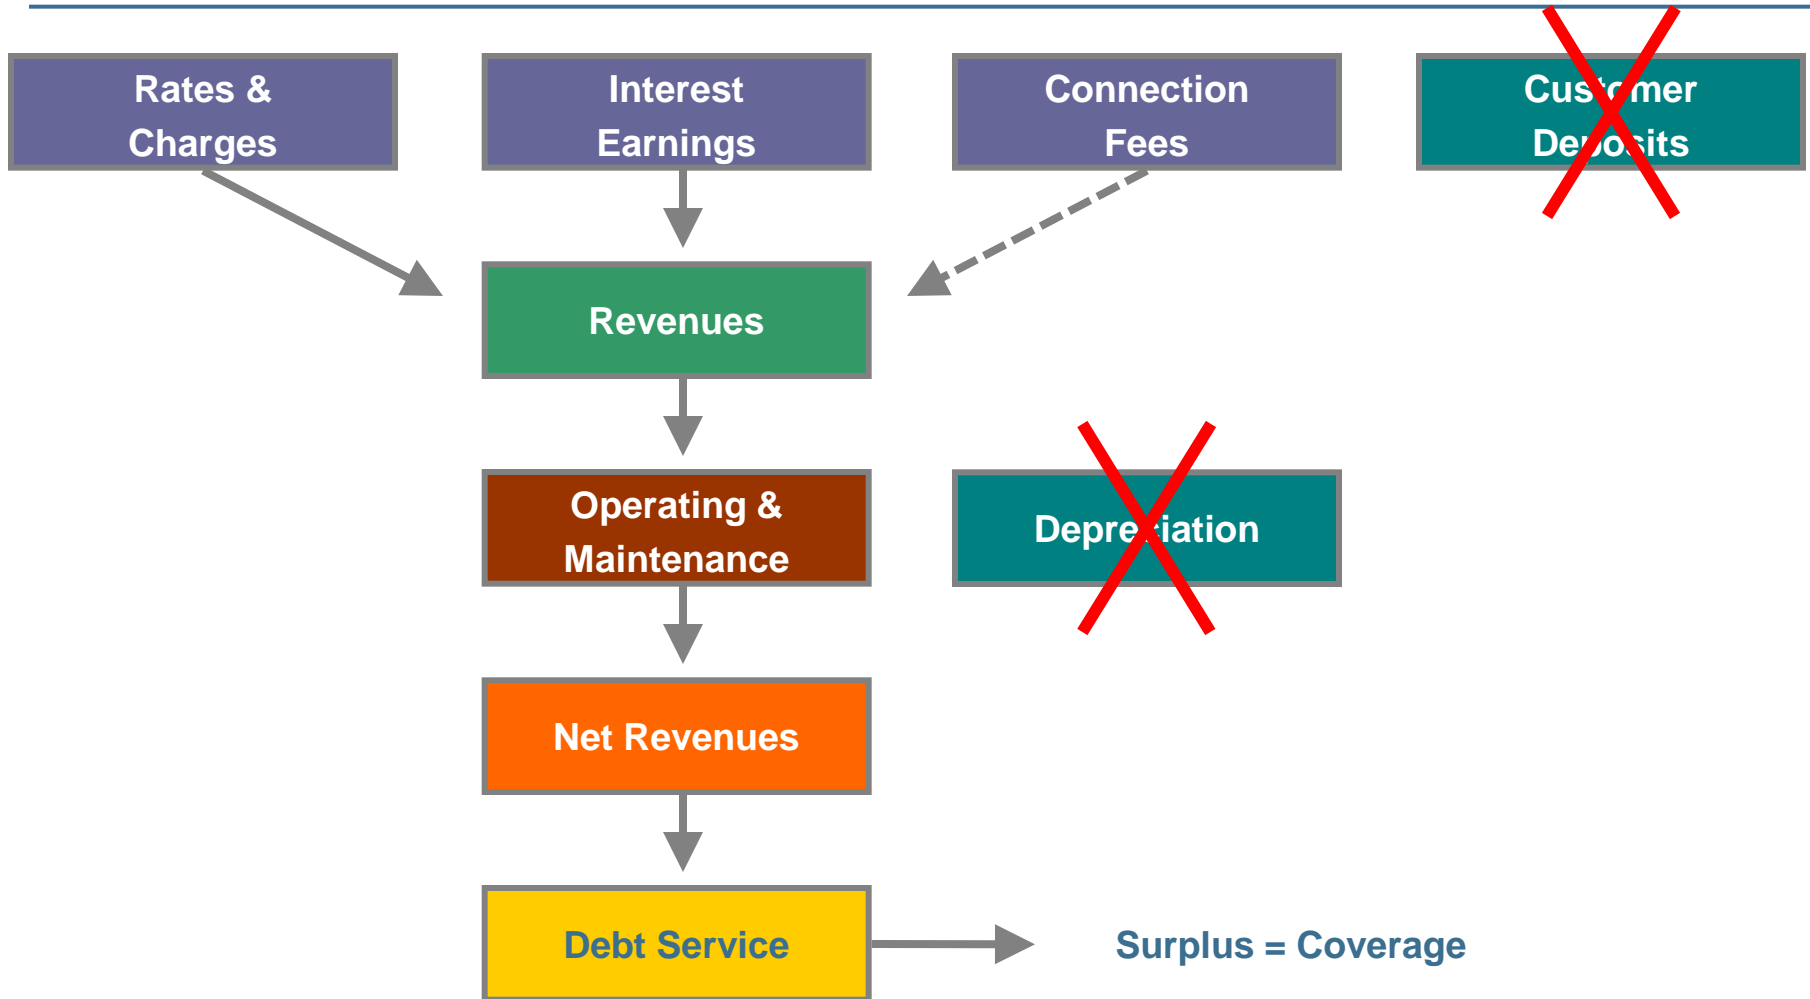 Rates &
Charges
Interest
Earnings
Connection
Fees
Customer
Deposits
Revenues
Operating &
Maintenance
Depreciation
Net Revenues
Debt Service
Surplus = Coverage